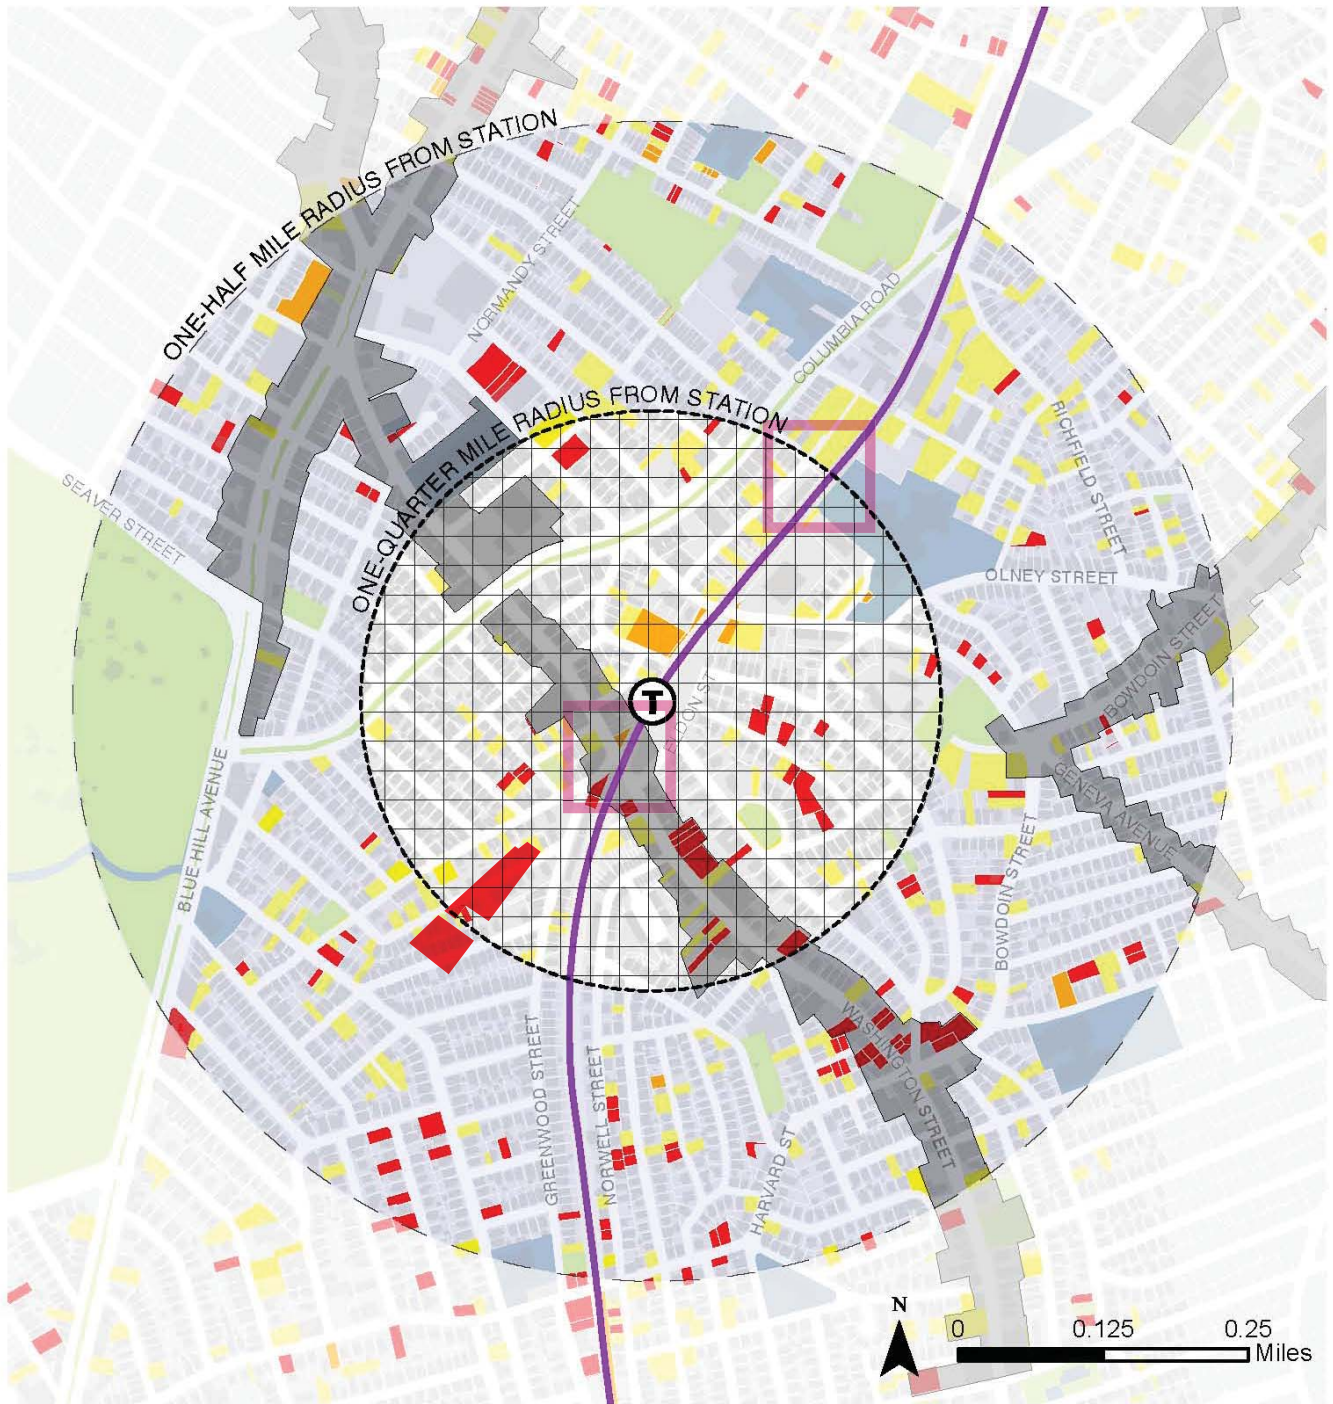 ONE-HALF MILE RADIUS FROM STATION
NORMANDY STREET
COLUMBIA ROAD
ONE-QUARTER MILE RADIUS FROM STATION
RICHFIELD STREET
SEAVER STREET
OLNEY STREET
BOWDOIN STREET
T
GENEVA AVENUE
BLUE HILL AVENUE
BOWDOIN STREET
WASHINGTON STREET
GREENWOOD STREET
NORWELL STREET
HARVARD ST
N
0 0.125 0.25
Miles